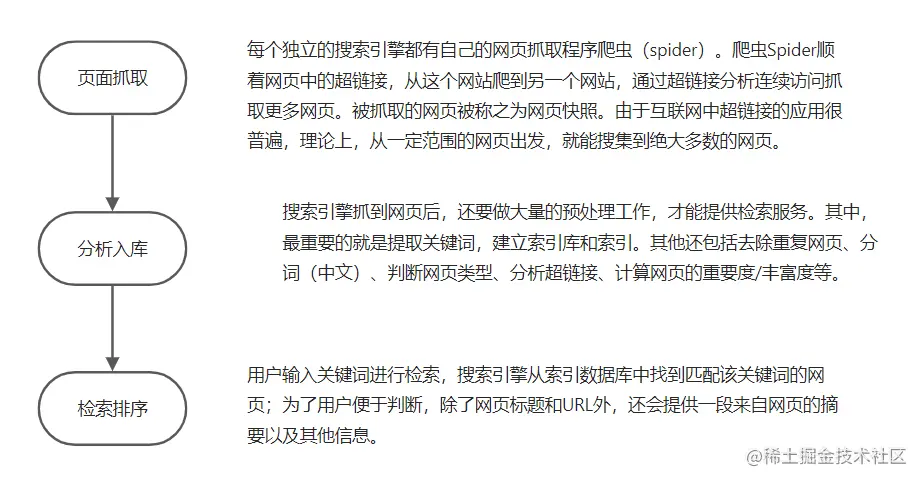 页面抓取
每个独立的搜索引擎都有自己的网页抓取程序爬虫（spider）。爬虫Spider顺
着网页中的超链接，从这个网站爬到另一个网站，通过超链接分析连续访问抓
取更多网页。被抓取的网页被称之为网页快照。由于互联网中超链接的应用很
普遍，理论上，从一定范围的网页出发，就能搜集到绝大多数的网页。
分析入库
搜索引擎抓到网页后，还要做大量的预处理工作，才能提供检索服务。其中，
最重要的就是提取关键词，建立索引库和索引。其他还包括去除重复网页、分
词（中文）、判断网页类型、分析超链接、计算网页的重要度/丰富度等。
检索排序
用户输入关键词进行检索，搜索引擎从索引数据库中找到匹配该关键词的网
页；为了用户便于判断，除了网页标题和URL外，还会提供一段来自网页的摘
要以及其他信息。
@稀土掘金技术社区